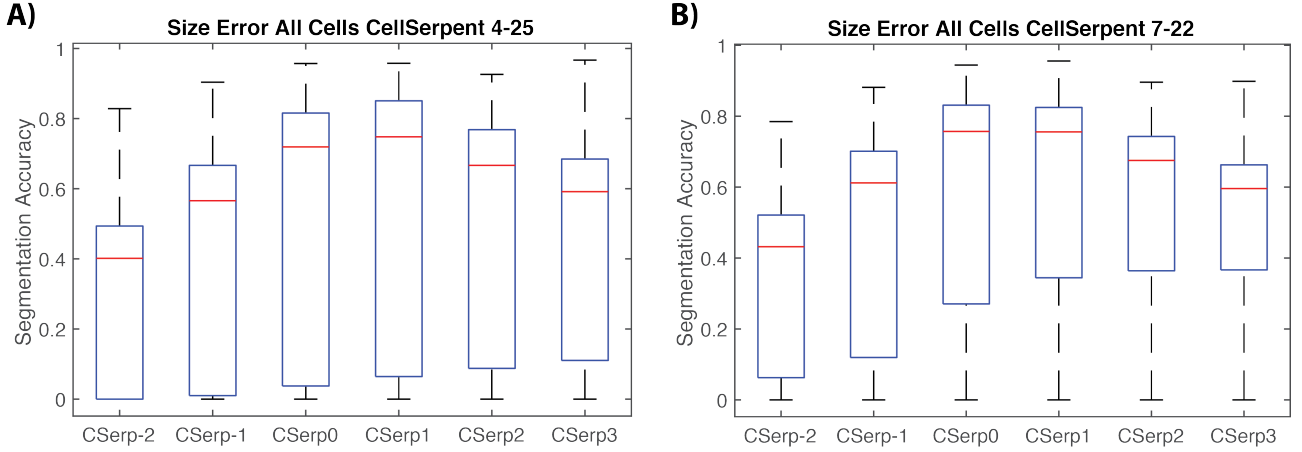 A)
Size Error All Cells CellSerpent 4-25
Segmentation Accuracy
1
0.8
0.6
0.4
0.2
0
CSerp-2 CSerp-1 CSerp0 CSerp1 CSerp2 CSerp3
B)
Size Error All Cells CellSerpent 7-22
Segmentation Accuracy
1
0.8
0.6
0.4
0.2
0
CSerp-2 CSerp-1 CSerp0 CSerp1 CSerp2 CSerp3